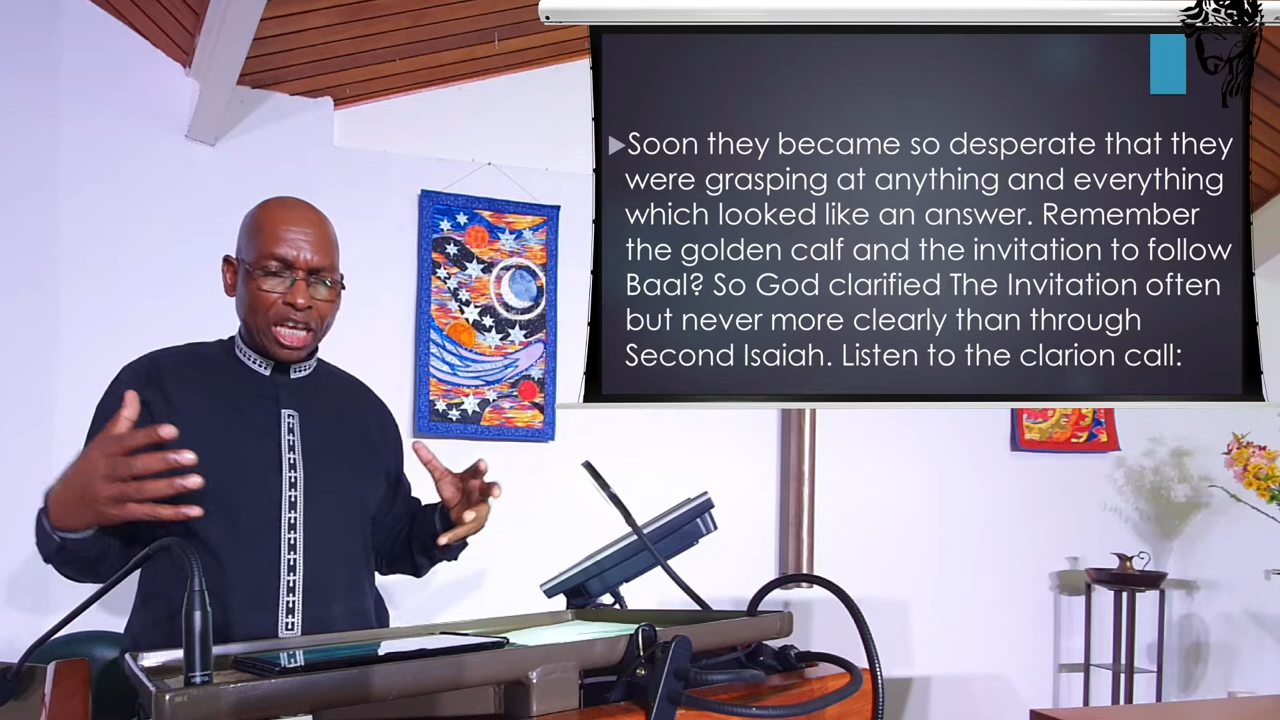 Soon they became so desperate that they
were grasping at anything and everything
which looked like an answer. Remember
the golden calf and the invitation to follow
Baal? So God clarified The Invitation often
but never more clearly than through
Second Isaiah. Listen to the clarion call: